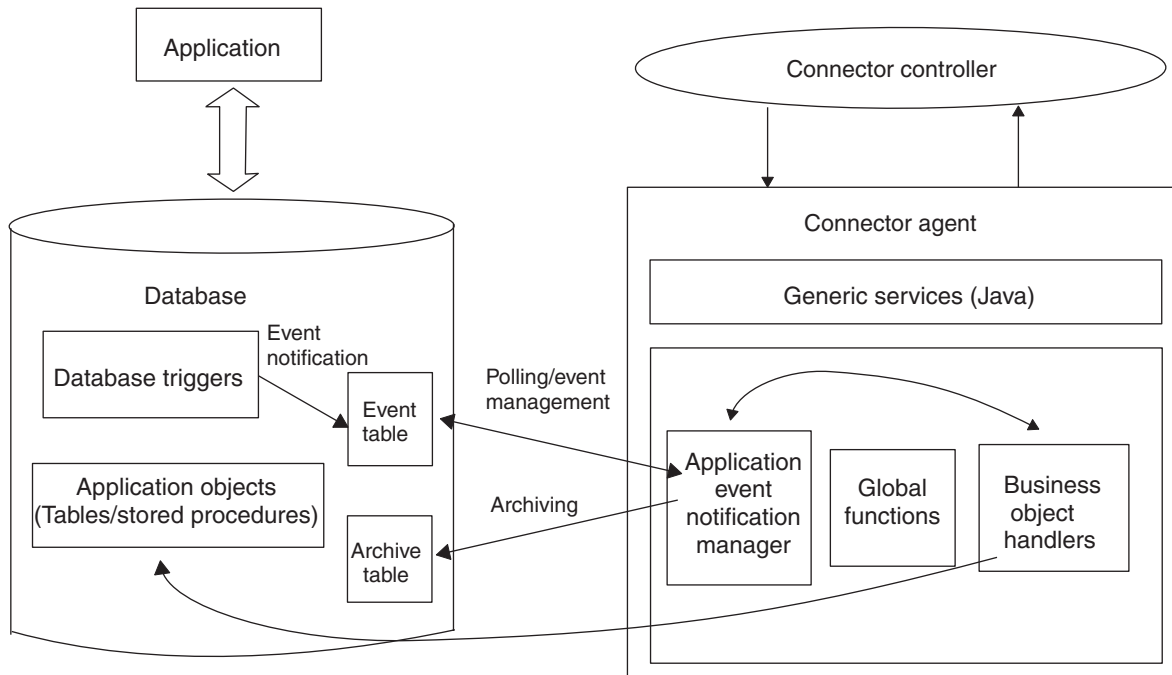 Application
Connector controller
Connector agent
Generic services (Java)
Database
Event
notification
Database triggers
Event
table
Polling/event
management
Application objects
(Tables/stored procedures)
Archiving
Archive
table
Application
event
notification
manager
Global
functions
Business
object
handlers